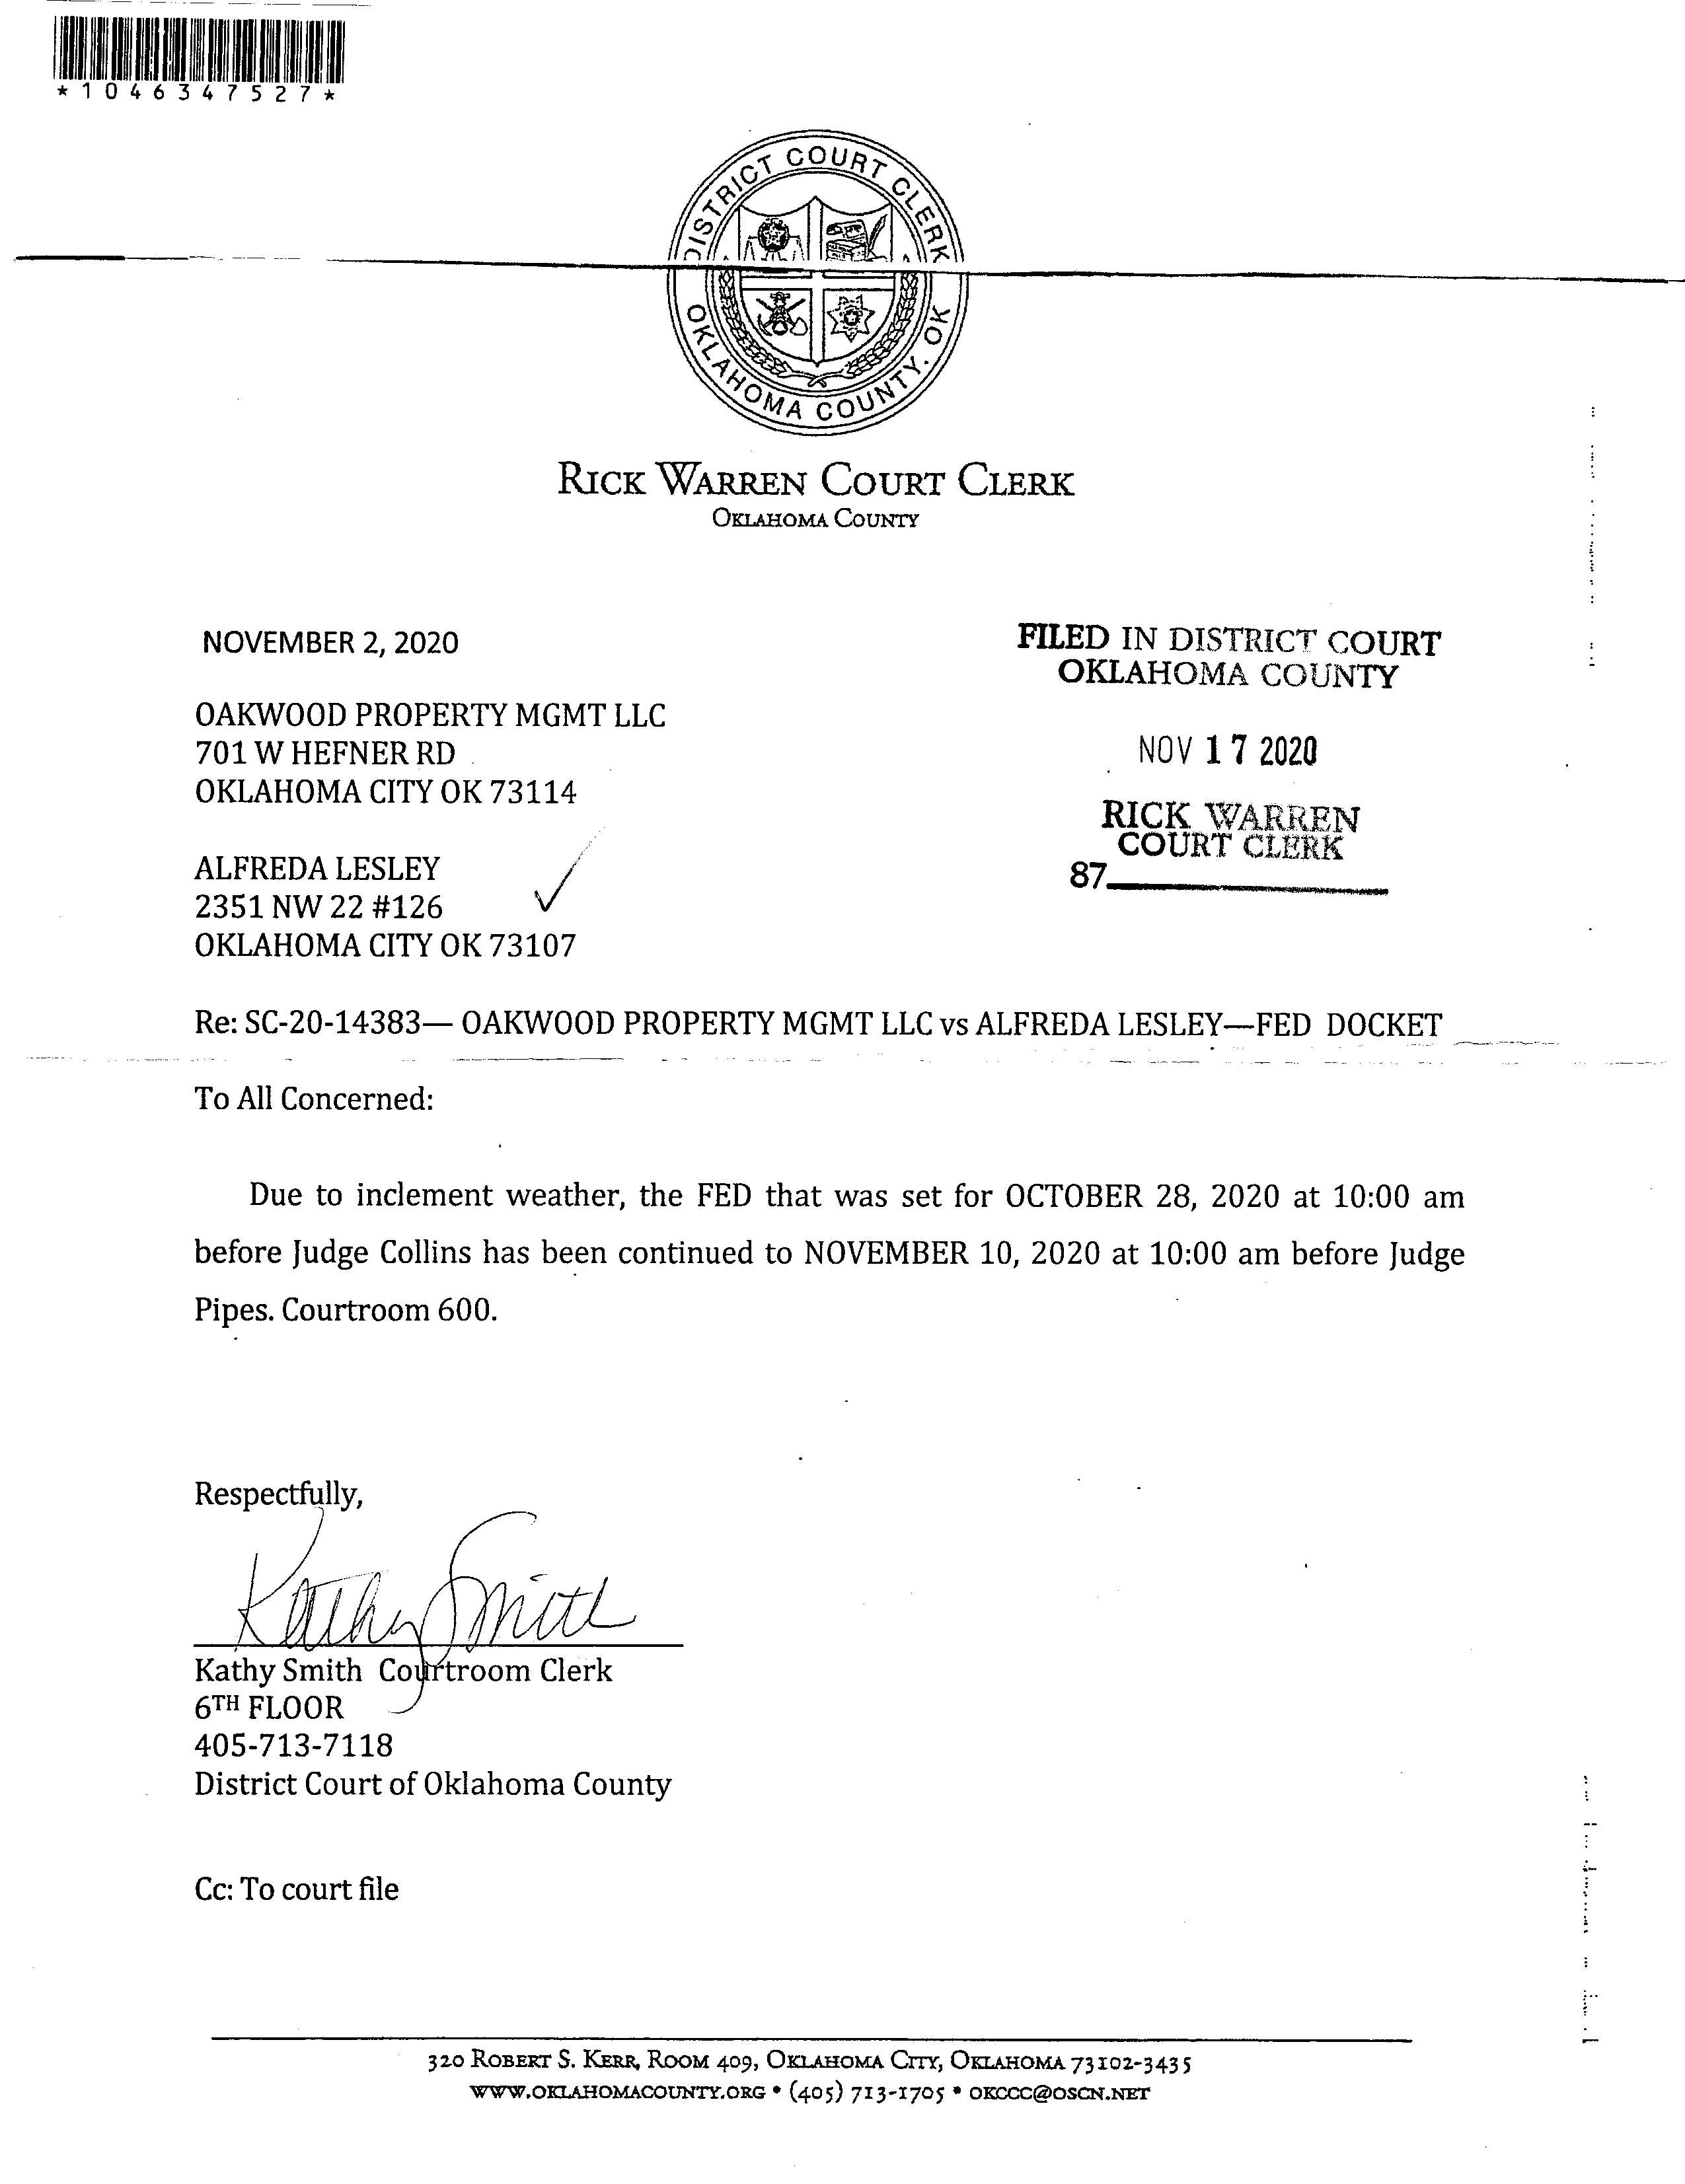 *1046347527*
DISTRICT COURT CLERK
OKLAHOMA COUNTY, OK
RICK WARREN COURT CLERK
OKLAHOMA COUNTY
NOVEMBER 2, 2020
FILED IN DISTRICT COURT
OKLAHOMA COUNTY
OAKWOOD PROPERTY MGMT LLC
701 W HEFNER RD
OKLAHOMA CITY OK 73114
NOV 17 2020
RICK WARREN
COURT CLERK
87
ALFREDA LESLEY
2351 NW 22 #126
OKLAHOMA CITY OK 73107
Re: SC-20-14383— OAKWOOD PROPERTY MGMT LLC vs ALFREDA LESLEY—FED DOCKET
To All Concerned:
Due to inclement weather, the FED that was set for OCTOBER 28, 2020 at 10:00 am
before Judge Collins has been continued to NOVEMBER 10, 2020 at 10:00 am before Judge
Pipes. Courtroom 600.
Respectfully,
Kathy Smith
Kathy Smith Courtroom Clerk
6TH FLOOR
405-713-7118
District Court of Oklahoma County
Cc: To court file
320 ROBERT S. KERR, ROOM 409, OKLAHOMA CITY, OKLAHOMA 73102-3435
WWW.OKLAHOMACOUNTY.ORG • (405) 713-1705 • OKCCC@OSCN.NET